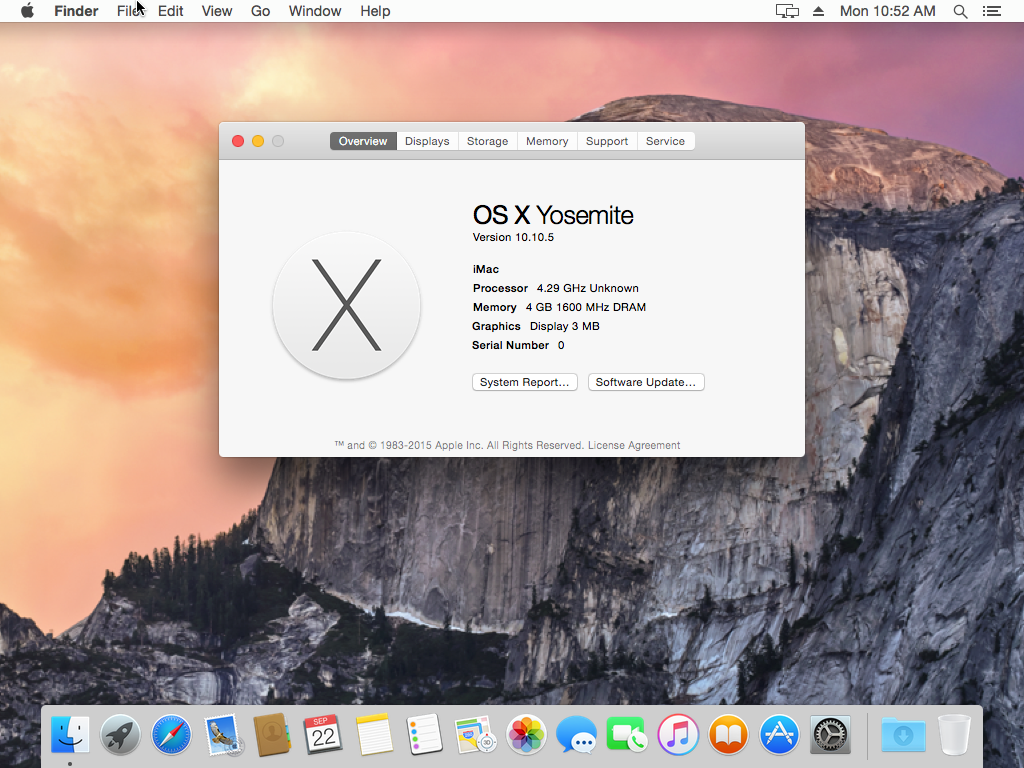 Finder File Edit View Go Window Help Mon 10:52 AM
Overview Displays Storage Memory Support Service
OS X Yosemite
Version 10.10.5
iMac
Processor 4.29 GHz Unknown
Memory 4 GB 1600 MHz DRAM
Graphics Display 3 MB
Serial Number 0
System Report... Software Update...
™ and © 1983-2015 Apple Inc. All Rights Reserved. License Agreement
SEP
22